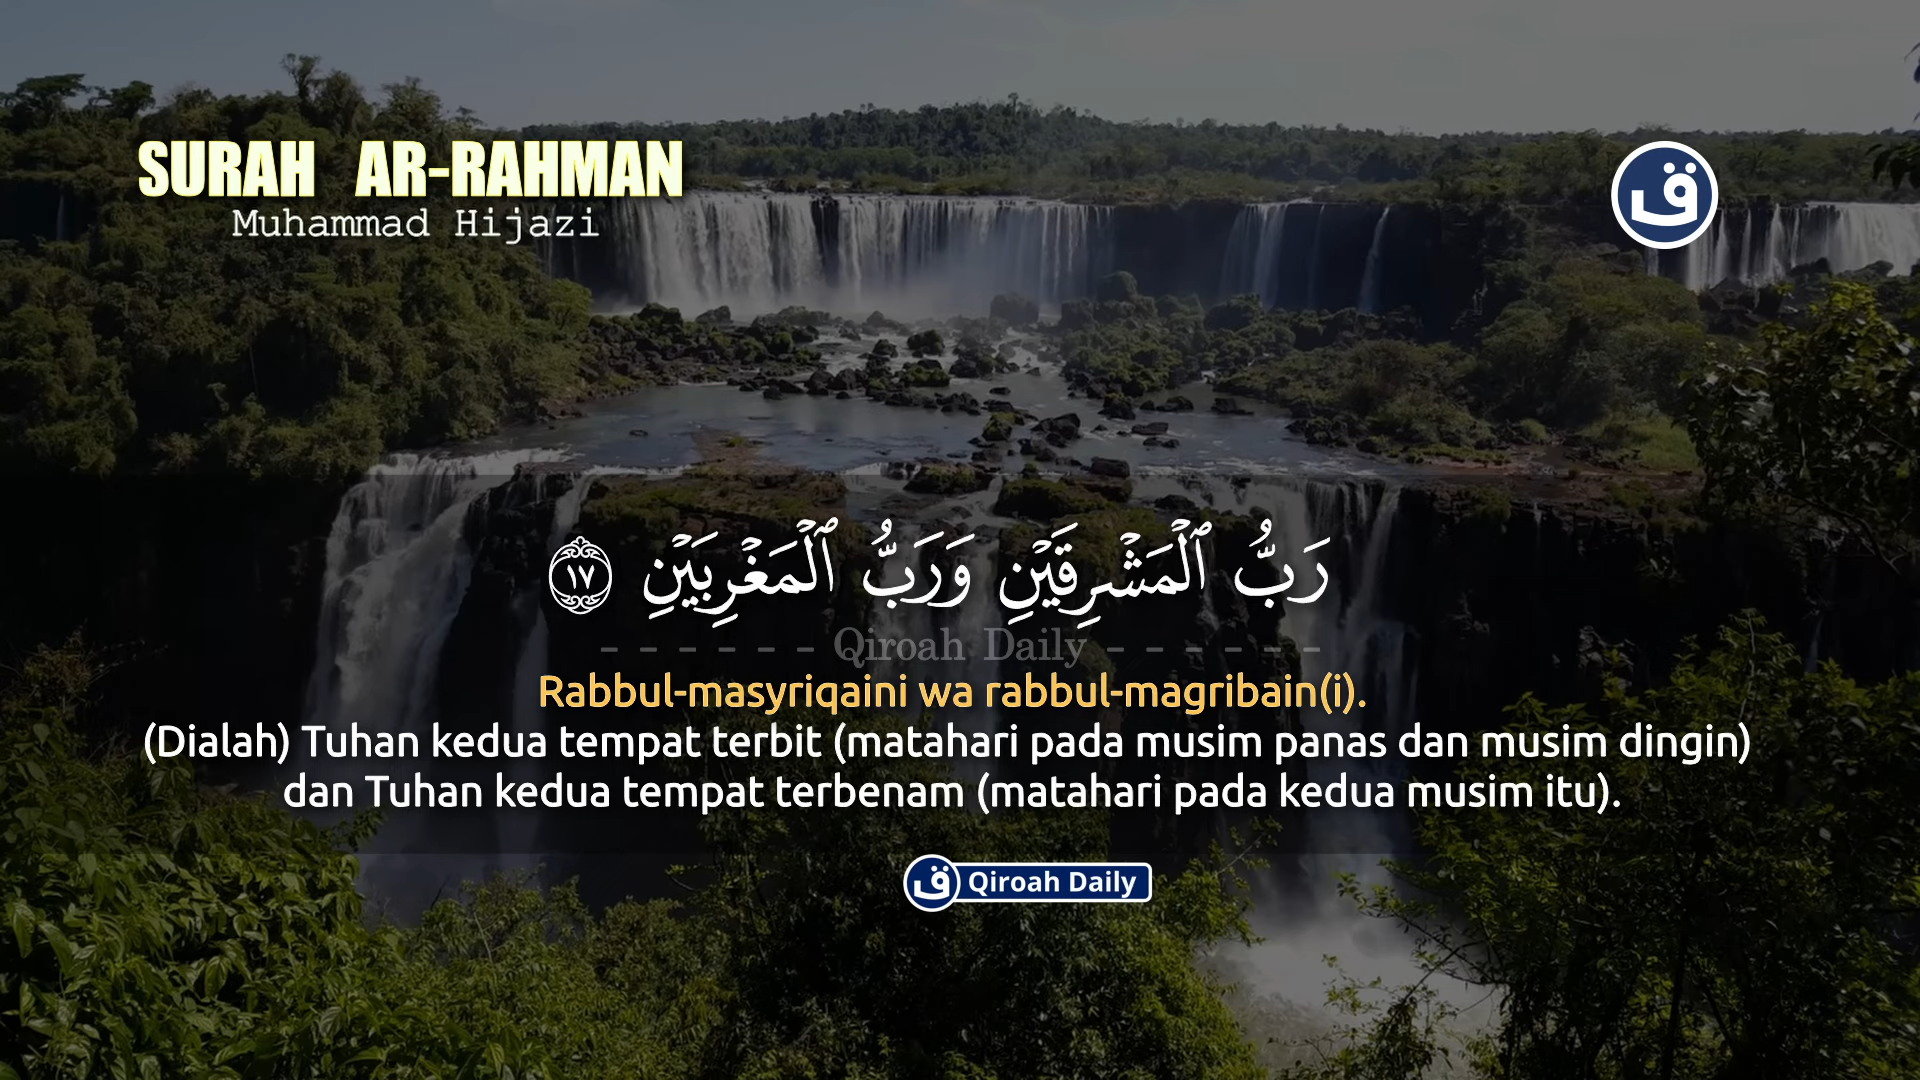 SURAH AR-RAHMAN
Muhammad Hijazi
ق
رَبُّ ٱلْمَشْرِقَيْنِ وَرَبُّ ٱلْمَغْرِبَيْنِ ١٧
- - - - - - Qiroah Daily - - - - - -
Rabbul-masyriqaini wa rabbul-magribain(i).
(Dialah) Tuhan kedua tempat terbit (matahari pada musim panas dan musim dingin)
dan Tuhan kedua tempat terbenam (matahari pada kedua musim itu).
ق Qiroah Daily